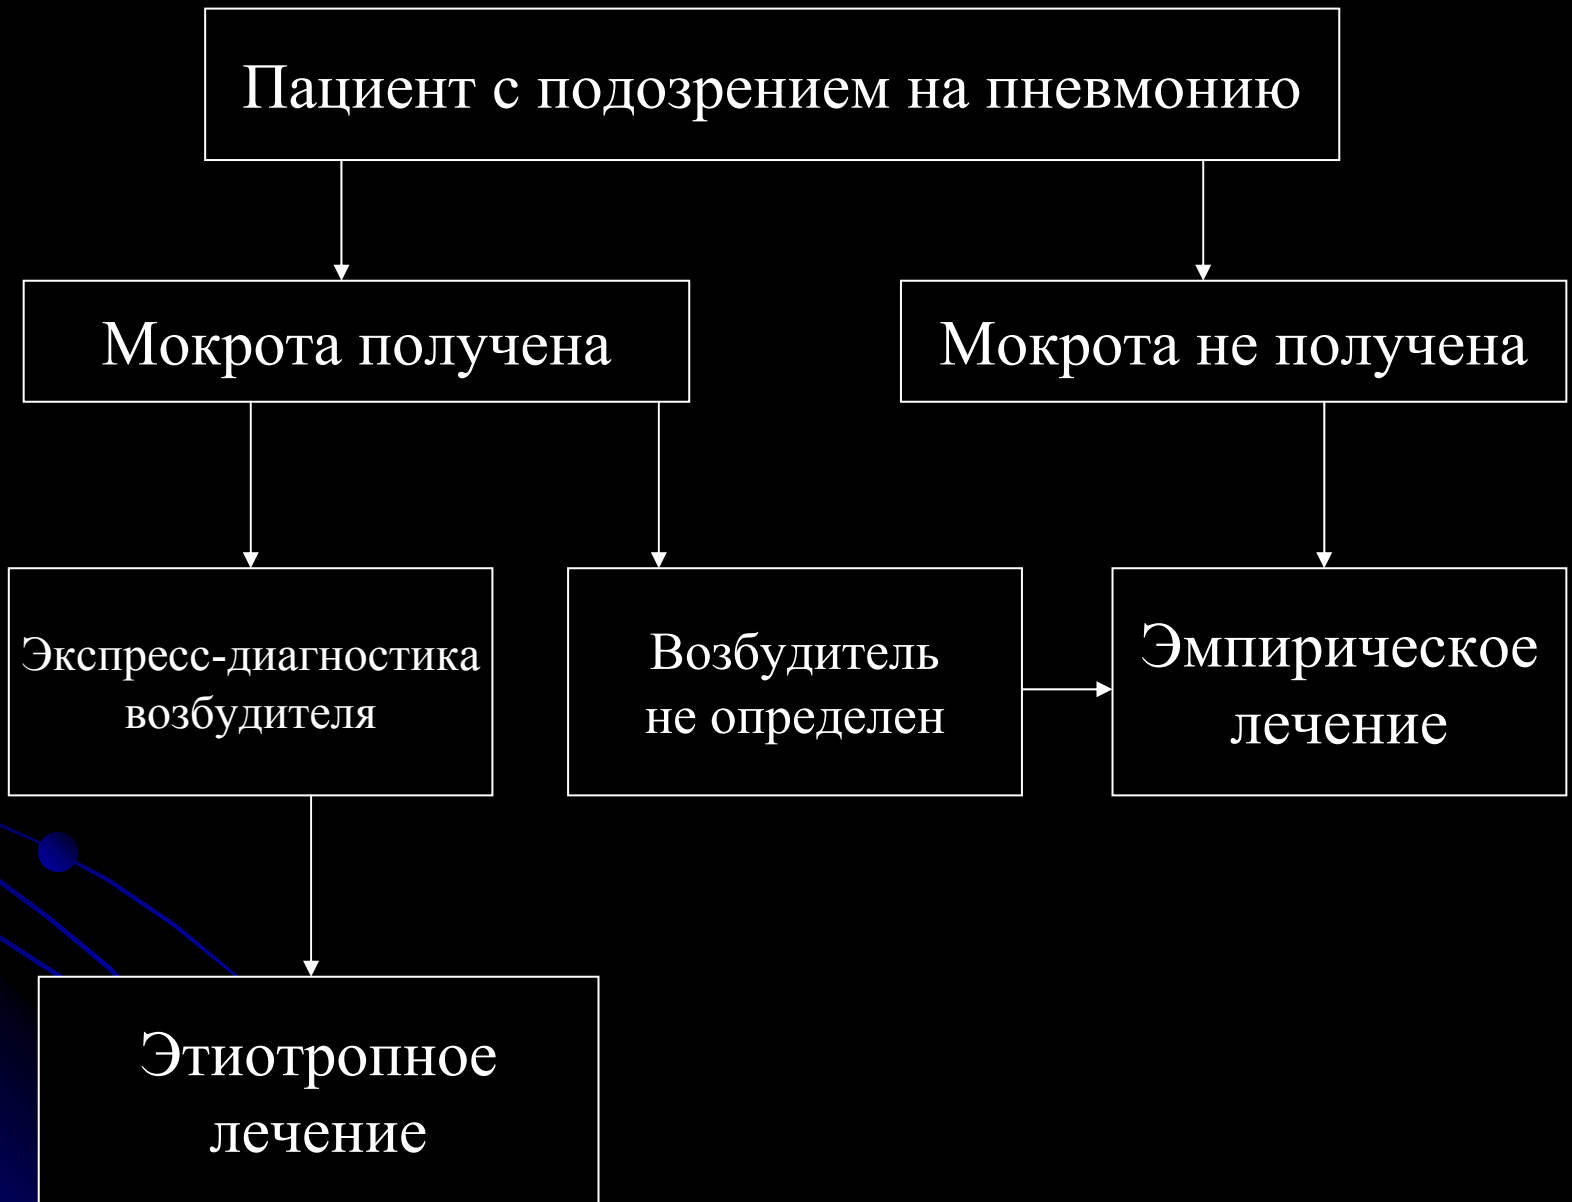 Пациент с подозрением на пневмонию
Мокрота получена
Мокрота не получена
Экспресс-диагностика
возбудителя
Возбудитель
не определен
Эмпирическое
лечение
Этиотропное
лечение